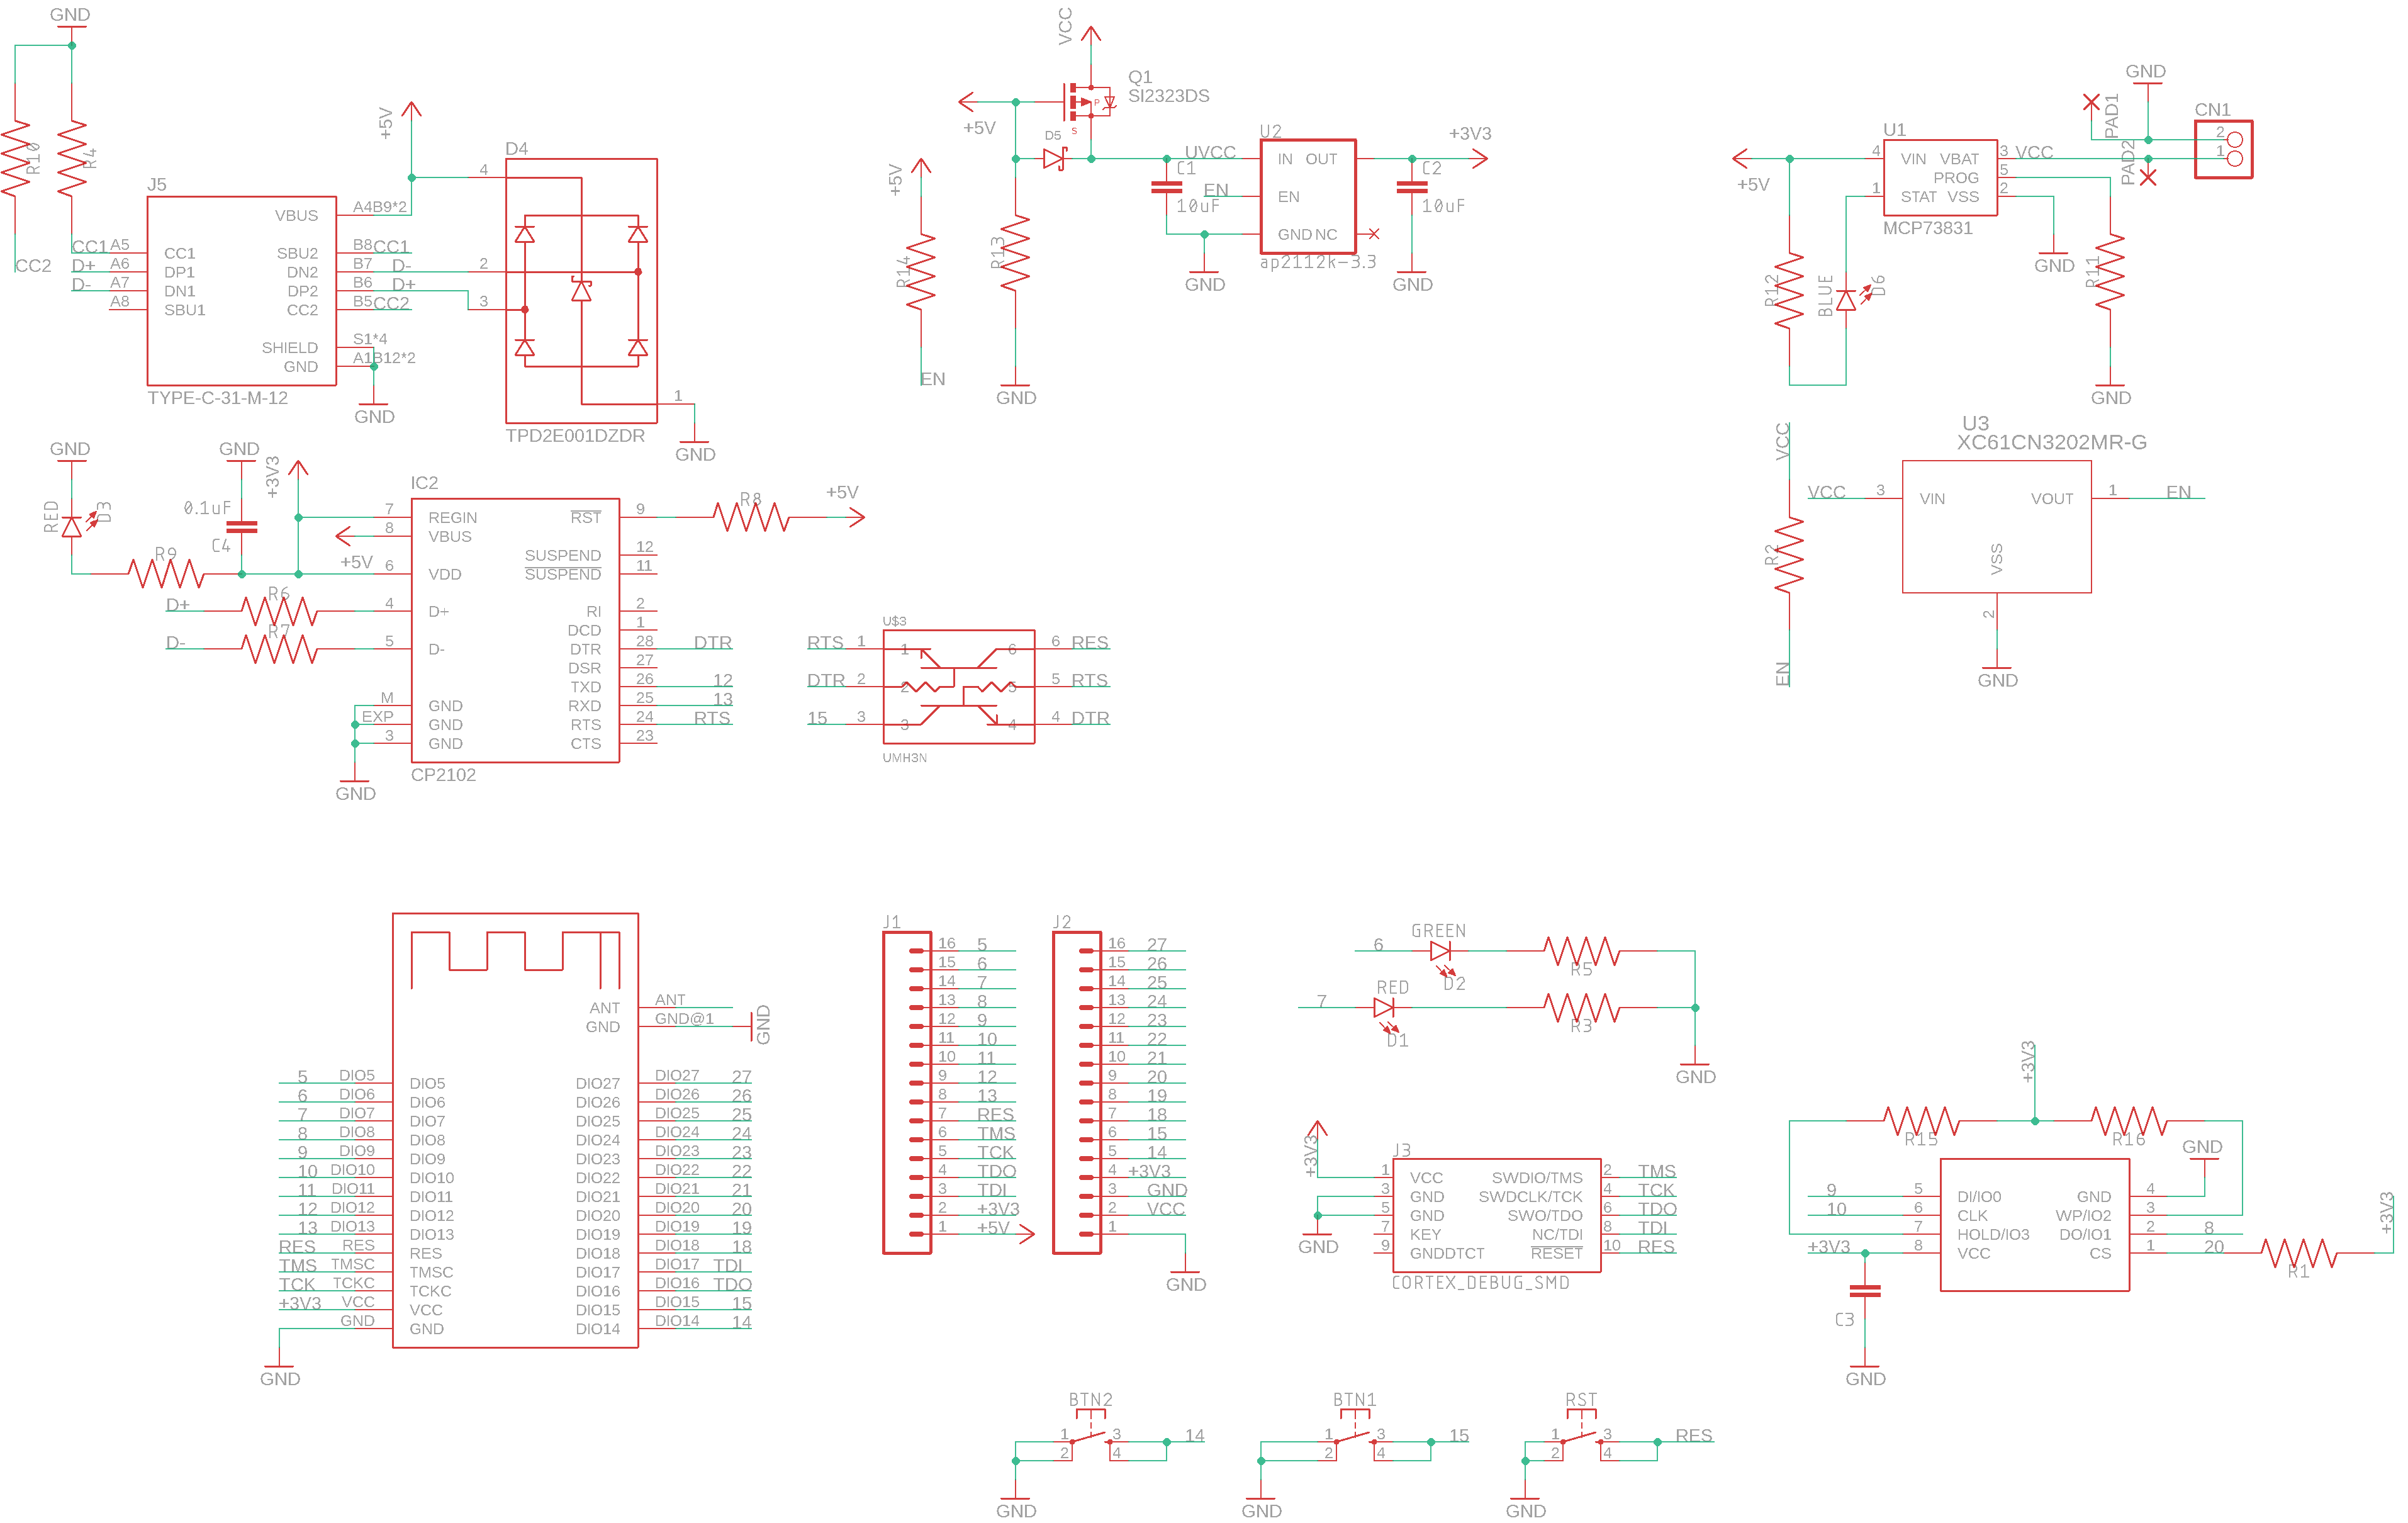 GND
R10
R4
CC2
J5
CC1 A5 CC1
D+ A6 DP1
D- A7 DN1
A8 SBU1
VBUS A4B9*2
SBU2 B8 CC1
DN2 B7 D-
DP2 B6 D+
CC2 B5 CC2
SHIELD S1*4
GND A1B12*2
TYPE-C-31-M-12
GND
+5V
D4
4
2
3
1
TPD2E001DZDR
GND
VCC
Q1
SI2323DS
P
S
+5V
D5
+5V
R14
EN
R13
GND
UVCC
C1
10uF
EN
GND
U2
IN OUT
EN
GND NC
ap2112k-3.3
+3V3
C2
10uF
GND
+5V
R12
BLUE
D6
U1
4 VIN VBAT 3 VCC
PROG 5
1 STAT VSS 2
MCP73831
GND
R11
GND
PAD1
PAD2
GND
CN1
2
1
VCC
R2
EN
U3
XC61CN3202MR-G
VCC 3 VIN VOUT 1 EN
VSS
2
GND
GND
RED
D3
R9
GND
0.1uF
C4
+3V3
+5V
D+ R6
D- R7
IC2
7 REGIN RST 9
8 VBUS
SUSPEND 12
6 VDD SUSPEND 11
4 D+ RI 2
DCD 1
5 D- DTR 28 DTR
DSR 27
TXD 26 12
M GND RXD 25 13
EXP GND RTS 24 RTS
3 GND CTS 23
CP2102
GND
R8
+5V
U$3
RTS 1 1 6 6 RES
DTR 2 2 5 5 RTS
15 3 3 4 4 DTR
UMH3N
ANT ANT
GND GND@1 GND
5 DIO5 DIO5 DIO27 DIO27 27
6 DIO6 DIO6 DIO26 DIO26 26
7 DIO7 DIO7 DIO25 DIO25 25
8 DIO8 DIO8 DIO24 DIO24 24
9 DIO9 DIO9 DIO23 DIO23 23
10 DIO10 DIO10 DIO22 DIO22 22
11 DIO11 DIO11 DIO21 DIO21 21
12 DIO12 DIO12 DIO20 DIO20 20
13 DIO13 DIO13 DIO19 DIO19 19
RES RES RES DIO18 DIO18 18
TMS TMSC TMSC DIO17 DIO17 TDI
TCK TCKC TCKC DIO16 DIO16 TDO
+3V3 VCC VCC DIO15 DIO15 15
GND GND DIO14 DIO14 14
GND
J1
16 5
15 6
14 7
13 8
12 9
11 10
10 11
9 12
8 13
7 RES
6 TMS
5 TCK
4 TDO
3 TDI
2 +3V3
1 +5V
J2
16 27
15 26
14 25
13 24
12 23
11 22
10 21
9 20
8 19
7 18
6 15
5 14
4 +3V3
3 GND
2 VCC
1
GND
6 GREEN
D2
R5
7 RED
D1
R3
GND
+3V3
GND
J3
1 VCC SWDIO/TMS 2 TMS
3 GND SWDCLK/TCK 4 TCK
5 GND SWO/TDO 6 TDO
7 KEY NC/TDI 8 TDI
9 GNDDTCT RESET 10 RES
CORTEX_DEBUG_SMD
+3V3
R15
R16
GND
9 5 DI/IO0 GND 4
10 6 CLK WP/IO2 3
7 HOLD/IO3 DO/IO1 2 8
+3V3 8 VCC CS 1 20
R1
+3V3
C3
GND
BTN2
1 3 14
2 4
GND
BTN1
1 3 15
2 4
GND
RST
1 3 RES
2 4
GND